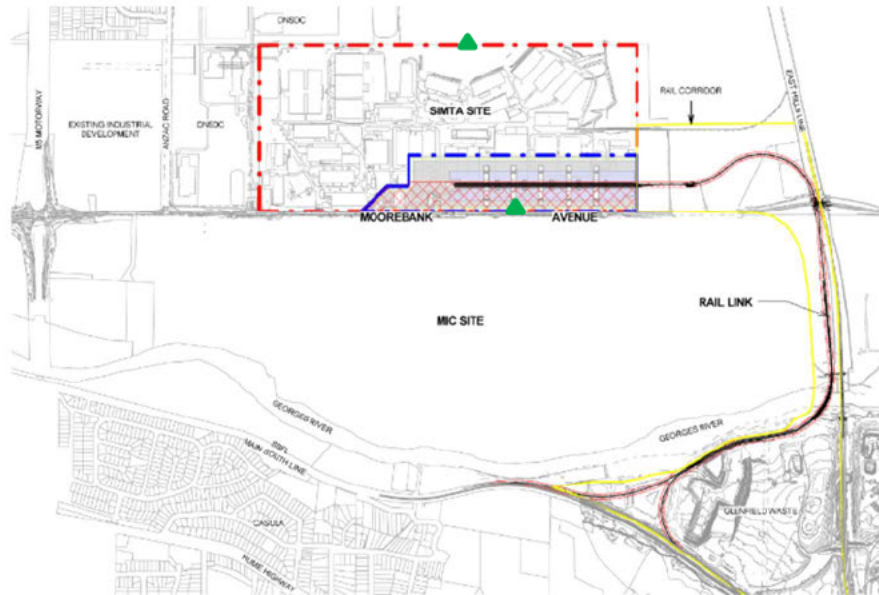 DNSDC
M5 MOTORWAY
EXISTING INDUSTRIAL
DEVELOPMENT
ANZAC ROAD
DNSDC
SIMTA SITE
RAIL CORRIDOR
EAST HILLS LINE
MOOREBANK
AVENUE
RAIL LINK
MIC SITE
GEORGES RIVER
GEORGES RIVER
SSFL
MAIN SOUTH LINE
CASULA
GLENFIELD WASTE
HUME HIGHWAY